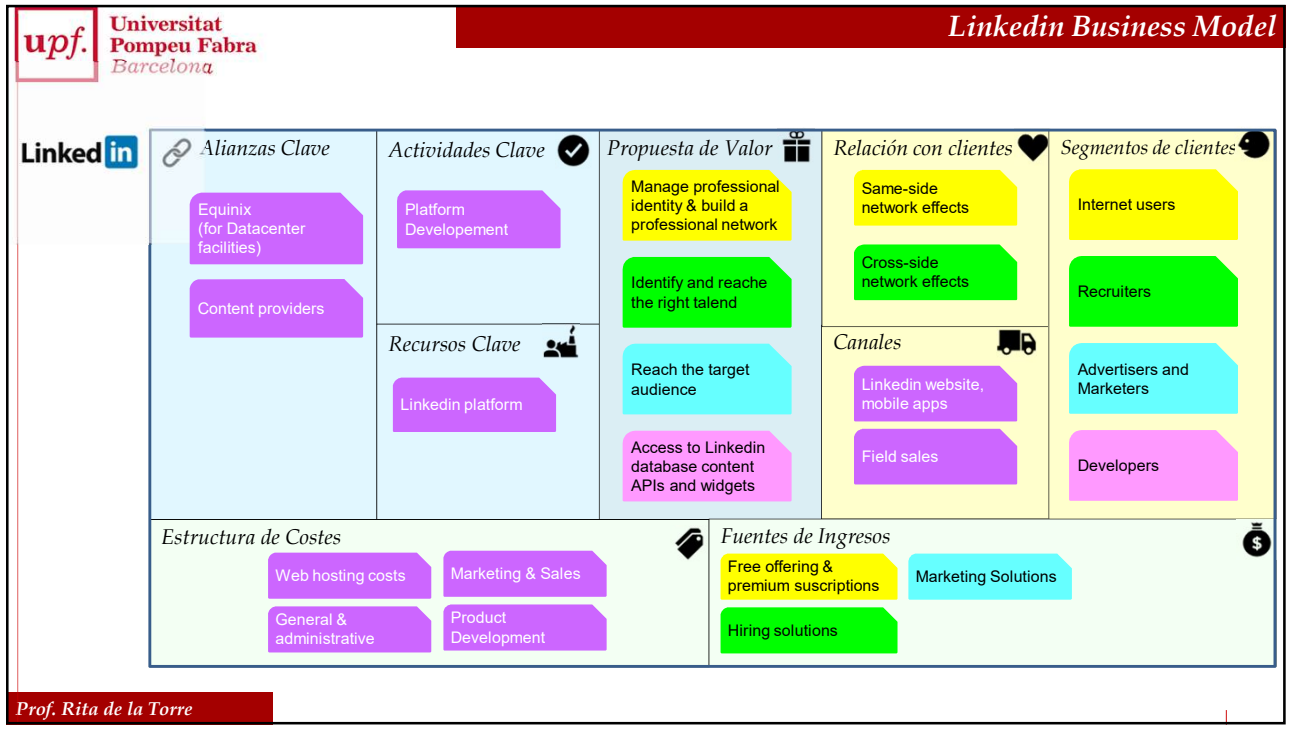 upf.
Universitat
Pompeu Fabra
Barcelona
Linkedin Business Model
Linked in
Alianzas Clave
Equinix
(for Datacenter
facilities)
Content providers
Actividades Clave
Platform
Developement
Recursos Clave
Linkedin platform
Propuesta de Valor
Manage professional
identity & build a
professional network
Identify and reache
the right talend
Reach the target
audience
Access to Linkedin
database content
APIs and widgets
Relación con clientes
Same-side
network effects
Cross-side
network effects
Canales
Linkedin website,
mobile apps
Field sales
Segmentos de clientes
Internet users
Recruiters
Advertisers and
Marketers
Developers
Estructura de Costes
Web hosting costs
Marketing & Sales
General &
administrative
Product
Development
Fuentes de Ingresos
$
Free offering &
premium suscriptions
Marketing Solutions
Hiring solutions
Prof. Rita de la Torre